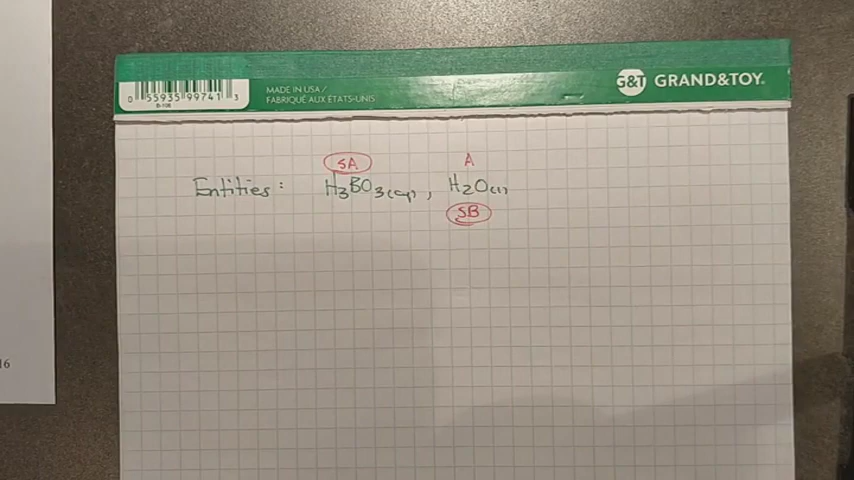 G&T GRAND&TOY.
MADE IN USA /
FABRIQUÉ AUX ÉTATS-UNIS
0 55935 99741 3
SA A
Entities: H₃BO₃(aq), H₂O(l)
SB
16